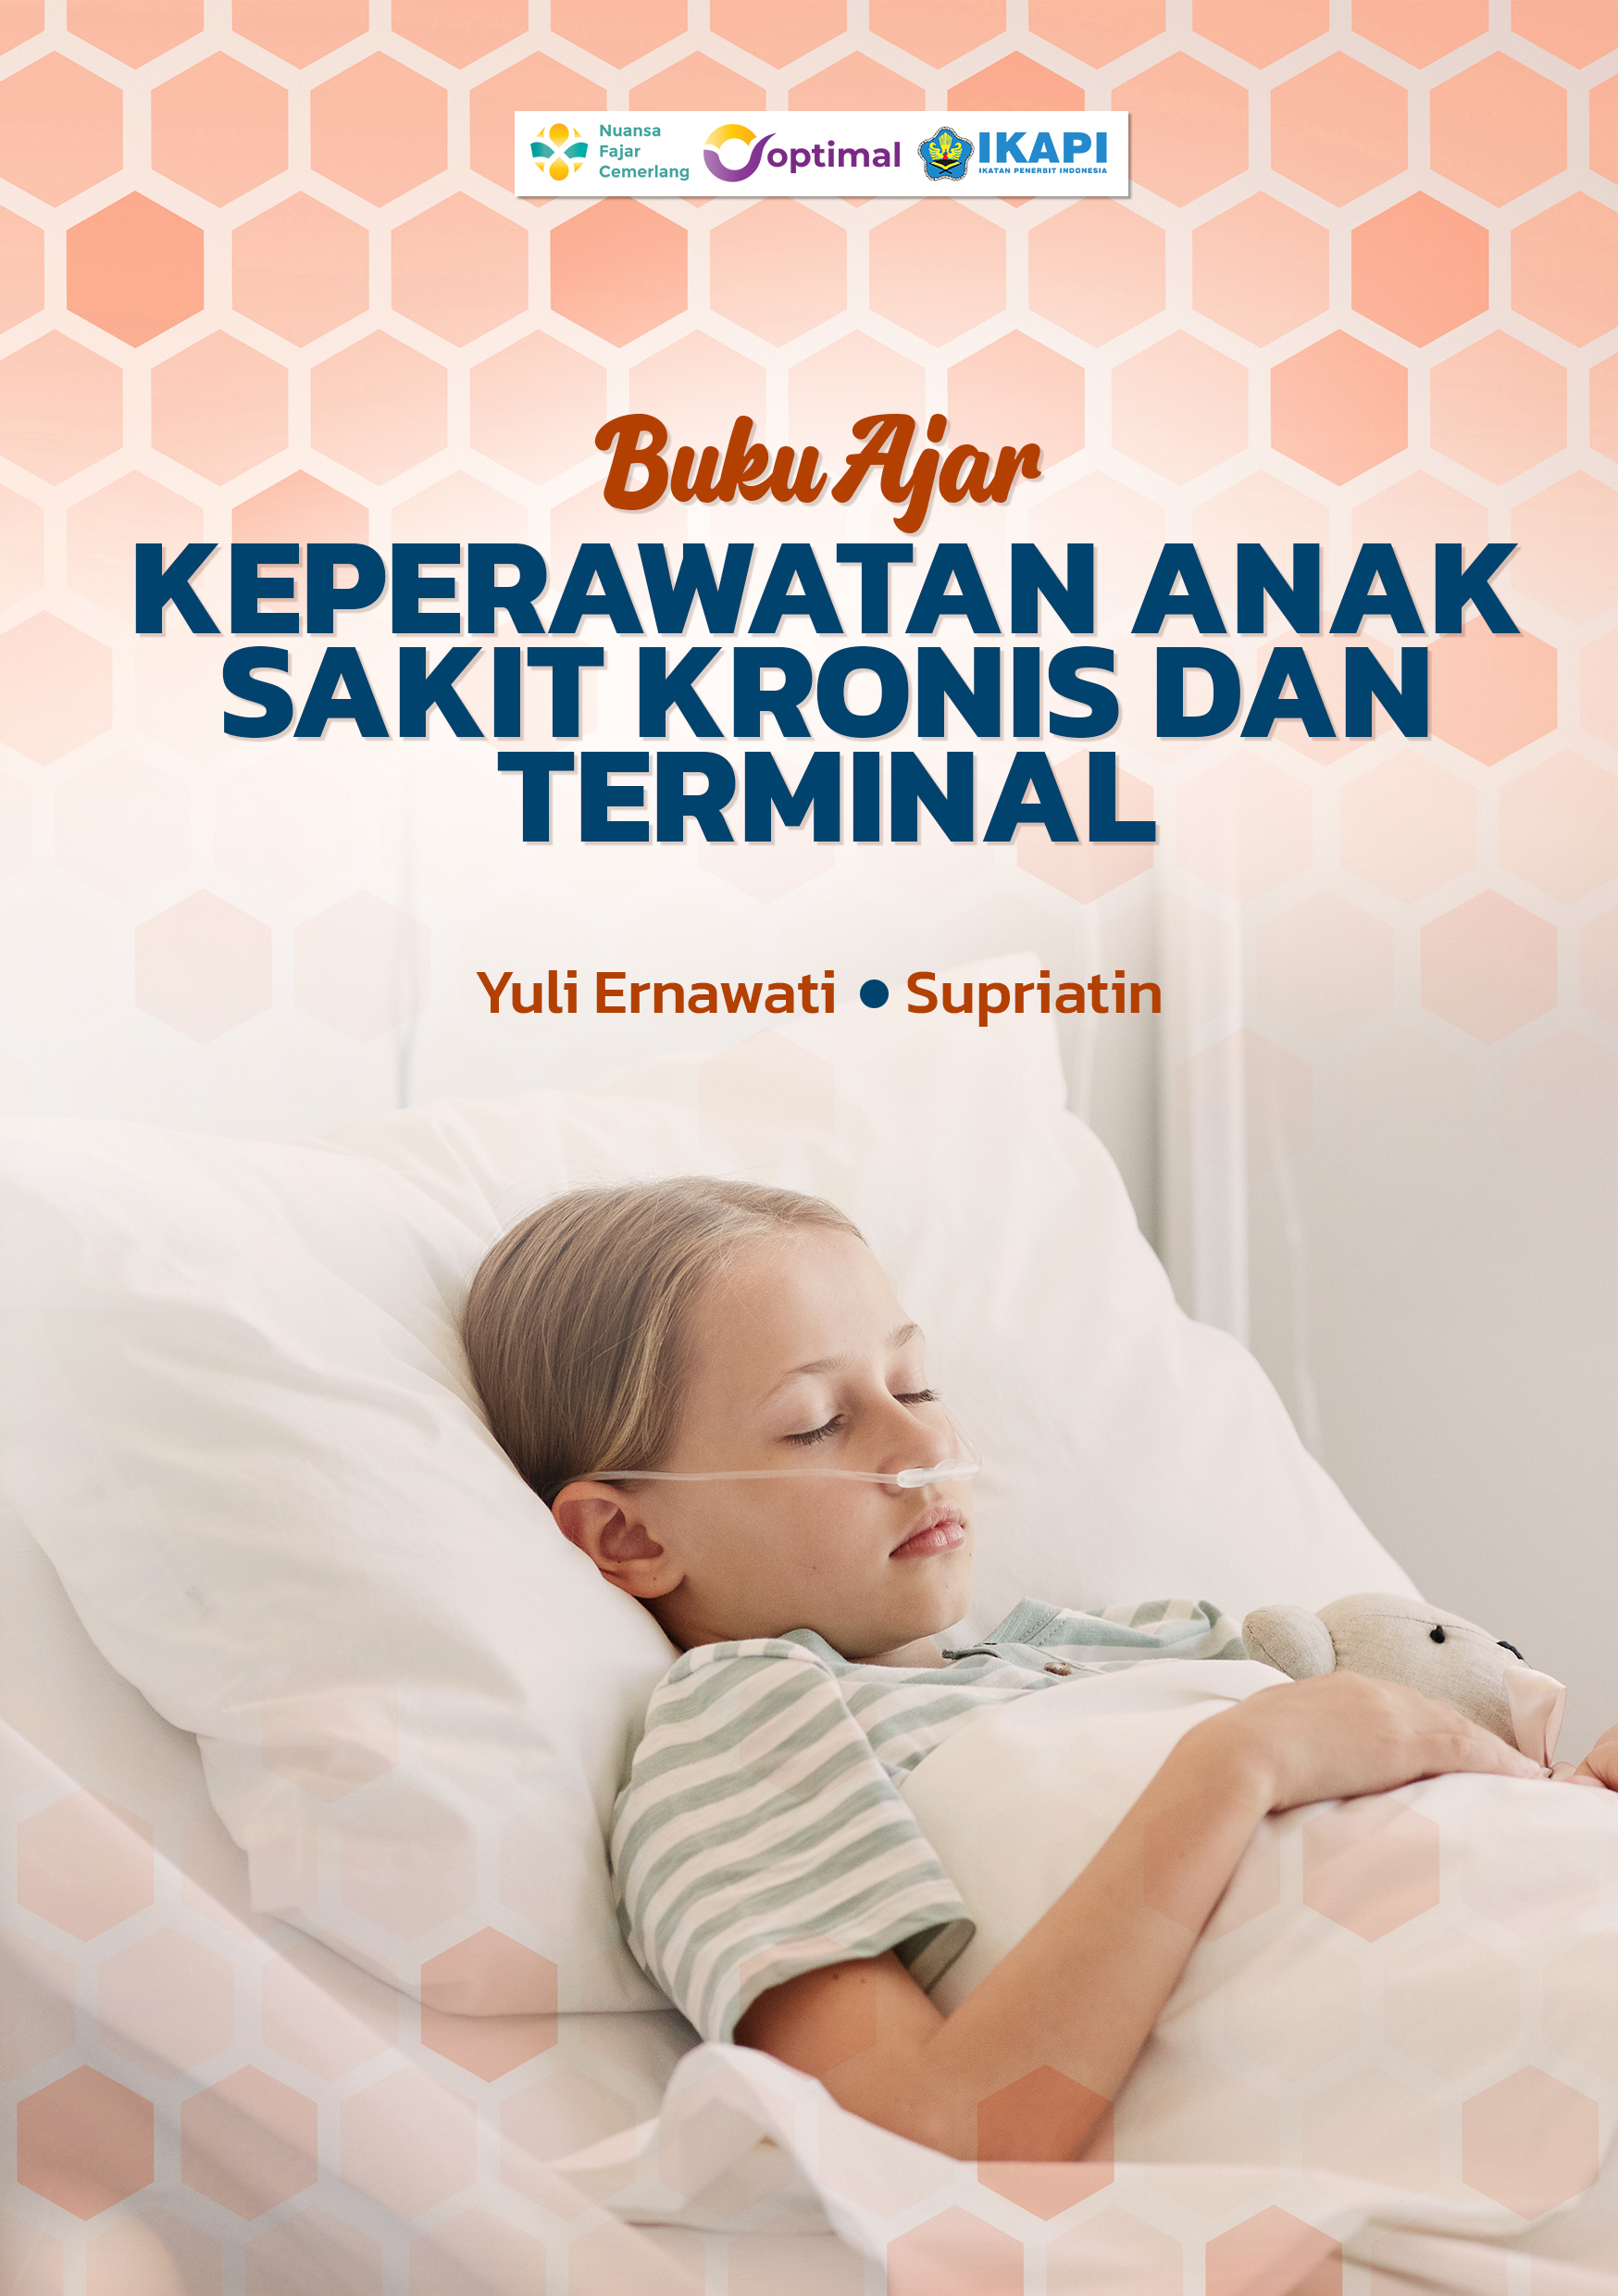 Nuansa
Fajar
Cemerlang
optimal
IKAPI
IKATAN PENERBIT INDONESIA
Buku Ajar
KEPERAWATAN ANAK
SAKIT KRONIS DAN
TERMINAL
Yuli Ernawati • Supriatin